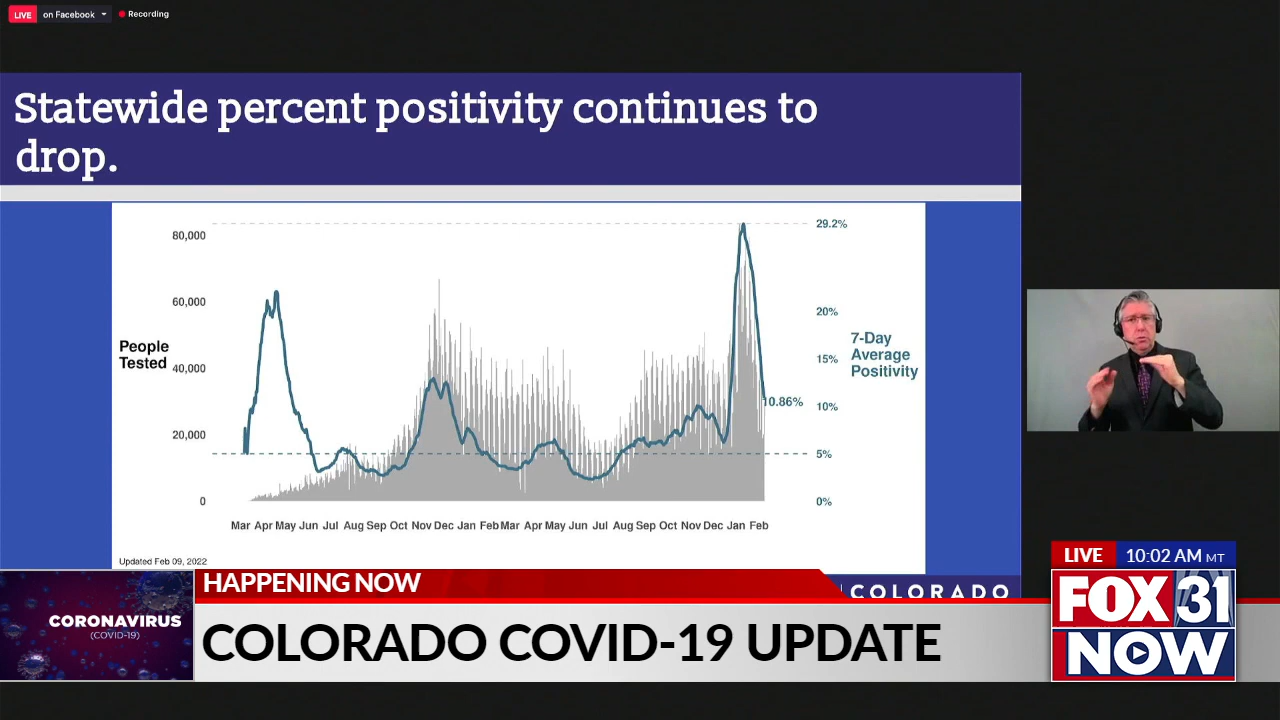 LIVE on Facebook Recording
Statewide percent positivity continues to
drop.
29.2%
80,000
60,000
20%
7-Day
Average
Positivity
People
Tested
15%
40,000
10.86%
10%
20,000
5%
0
0%
Mar Apr May Jun Jul Aug Sep Oct Nov Dec Jan Feb Mar Apr May Jun Jul Aug Sep Oct Nov Dec Jan Feb
Updated Feb 09, 2022
COLORADO
LIVE 10:02 AM MT
HAPPENING NOW
CORONAVIRUS
(COVID-19)
COLORADO COVID-19 UPDATE
FOX 31
NOW